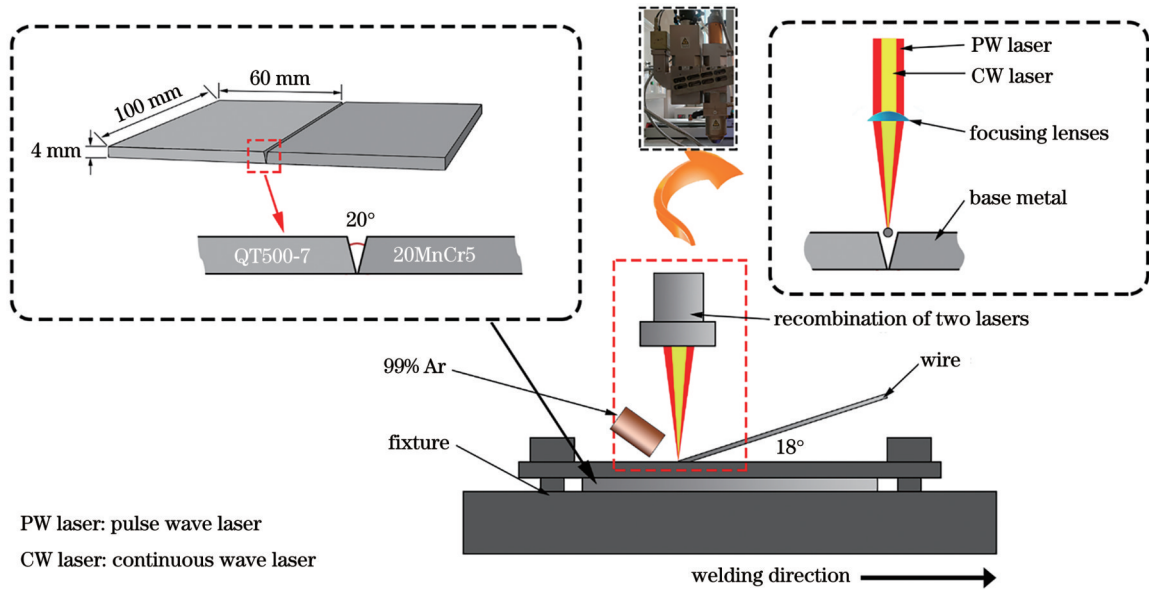 60 mm
100 mm
4 mm
20°
QT500-7
20MnCr5
PW laser
CW laser
focusing lenses
base metal
recombination of two lasers
99% Ar
wire
fixture
18°
PW laser: pulse wave laser
CW laser: continuous wave laser
welding direction